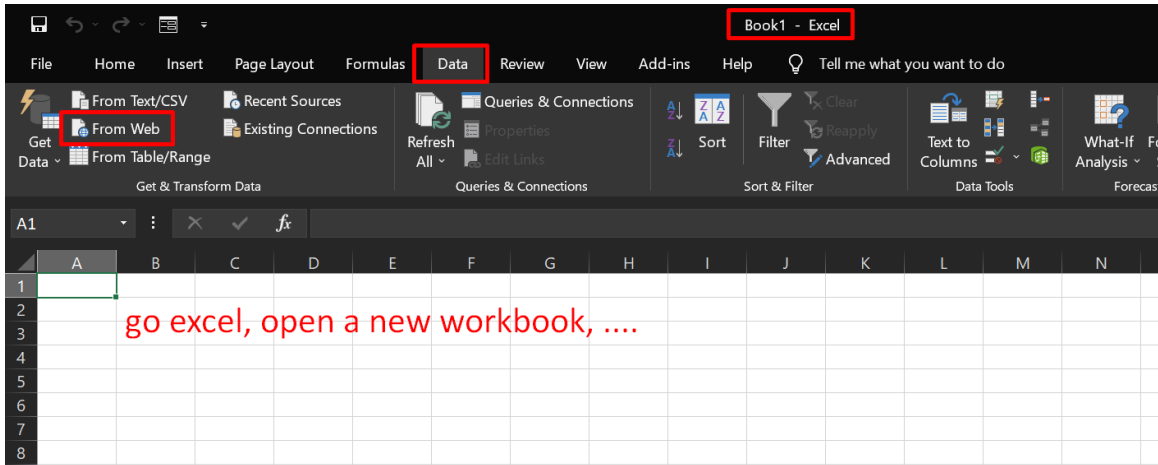 Book1 - Excel
File Home Insert Page Layout Formulas Data Review View Add-ins Help Tell me what you want to do
Get Data
From Text/CSV
From Web
From Table/Range
Recent Sources
Existing Connections
Get & Transform Data
Refresh All
Queries & Connections
Properties
Edit Links
Queries & Connections
Sort
Filter
Clear
Reapply
Advanced
Sort & Filter
Text to Columns
Data Tools
What-If Analysis
Forecas
A1
fx
A B C D E F G H I J K L M N
1
2
go excel, open a new workbook, ....
3
4
5
6
7
8